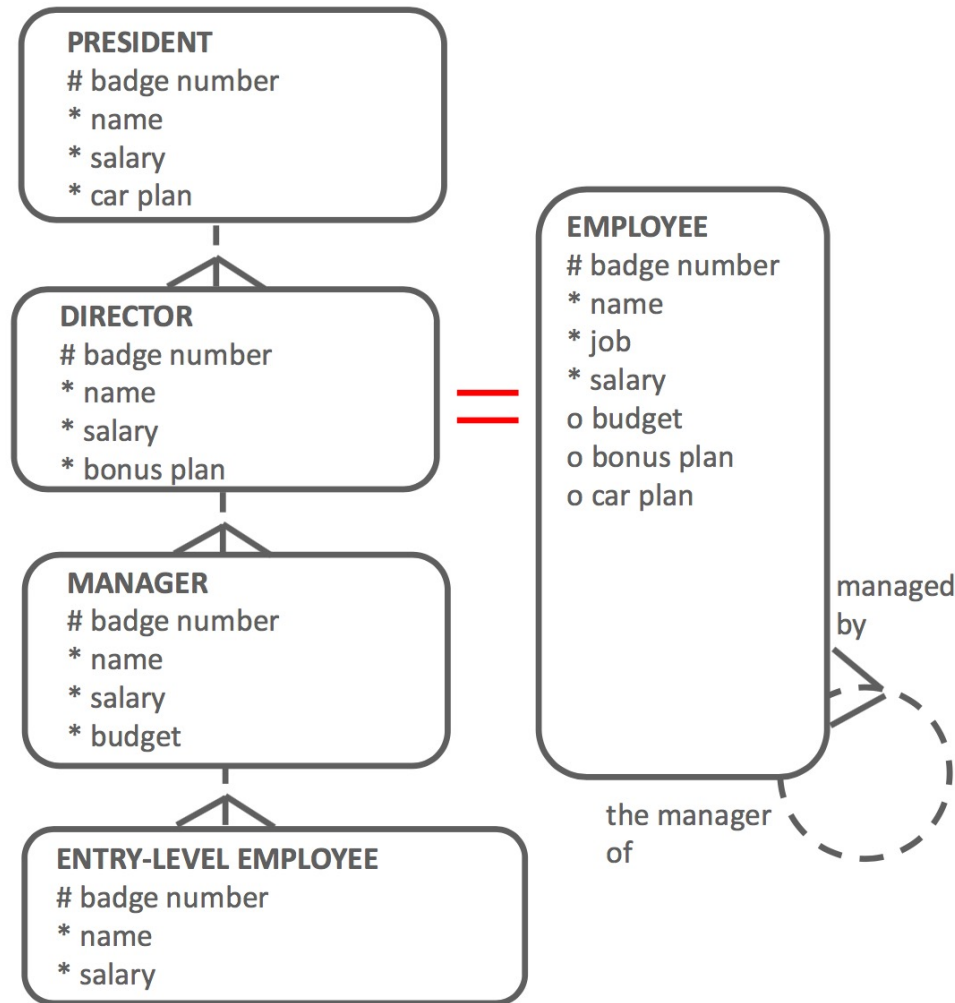 PRESIDENT
# badge number
* name
* salary
* car plan
DIRECTOR
# badge number
* name
* salary
* bonus plan
MANAGER
# badge number
* name
* salary
* budget
ENTRY-LEVEL EMPLOYEE
# badge number
* name
* salary
EMPLOYEE
# badge number
* name
* job
* salary
o budget
o bonus plan
o car plan
managed
by
the manager
of